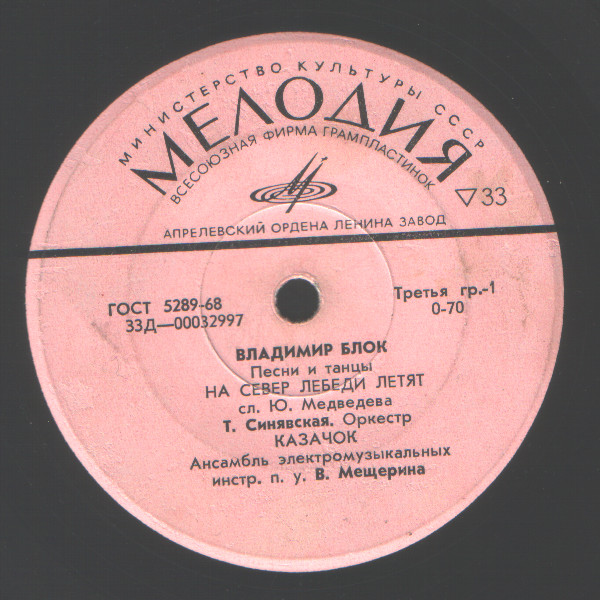 МИНИСТЕРСТВО КУЛЬТУРЫ СССР
МЕЛОДИЯ
ВСЕСОЮЗНАЯ ФИРМА ГРАМПЛАСТИНОК
▽33
АПРЕЛЕВСКИЙ ОРДЕНА ЛЕНИНА ЗАВОД
ГОСТ 5289-68
33Д—00032997
Третья гр.-1
0-70
ВЛАДИМИР БЛОК
Песни и танцы
НА СЕВЕР ЛЕБЕДИ ЛЕТЯТ
сл. Ю. Медведева
Т. Синявская. Оркестр
КАЗАЧОК
Ансамбль электромузыкальных
инстр. п. у. В. Мещерина